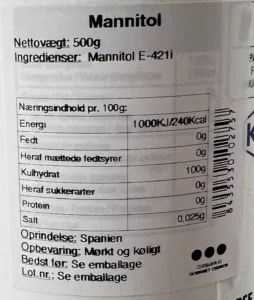 Mannitol
Nettovægt: 500g
Ingredienser: Mannitol E-421i
Næringsindhold pr. 100g:
Energi 1000KJ/240Kcal
Fedt 0g
Heraf mættede fedtsyrer 0g
Kulhydrat 100g
Heraf sukkerarter 0g
Protein 0g
Salt 0,025g
Oprindelse: Spanien
Opbevaring: Mørkt og køligt
Bedst før: Se emballage
Lot.nr.: Se emballage